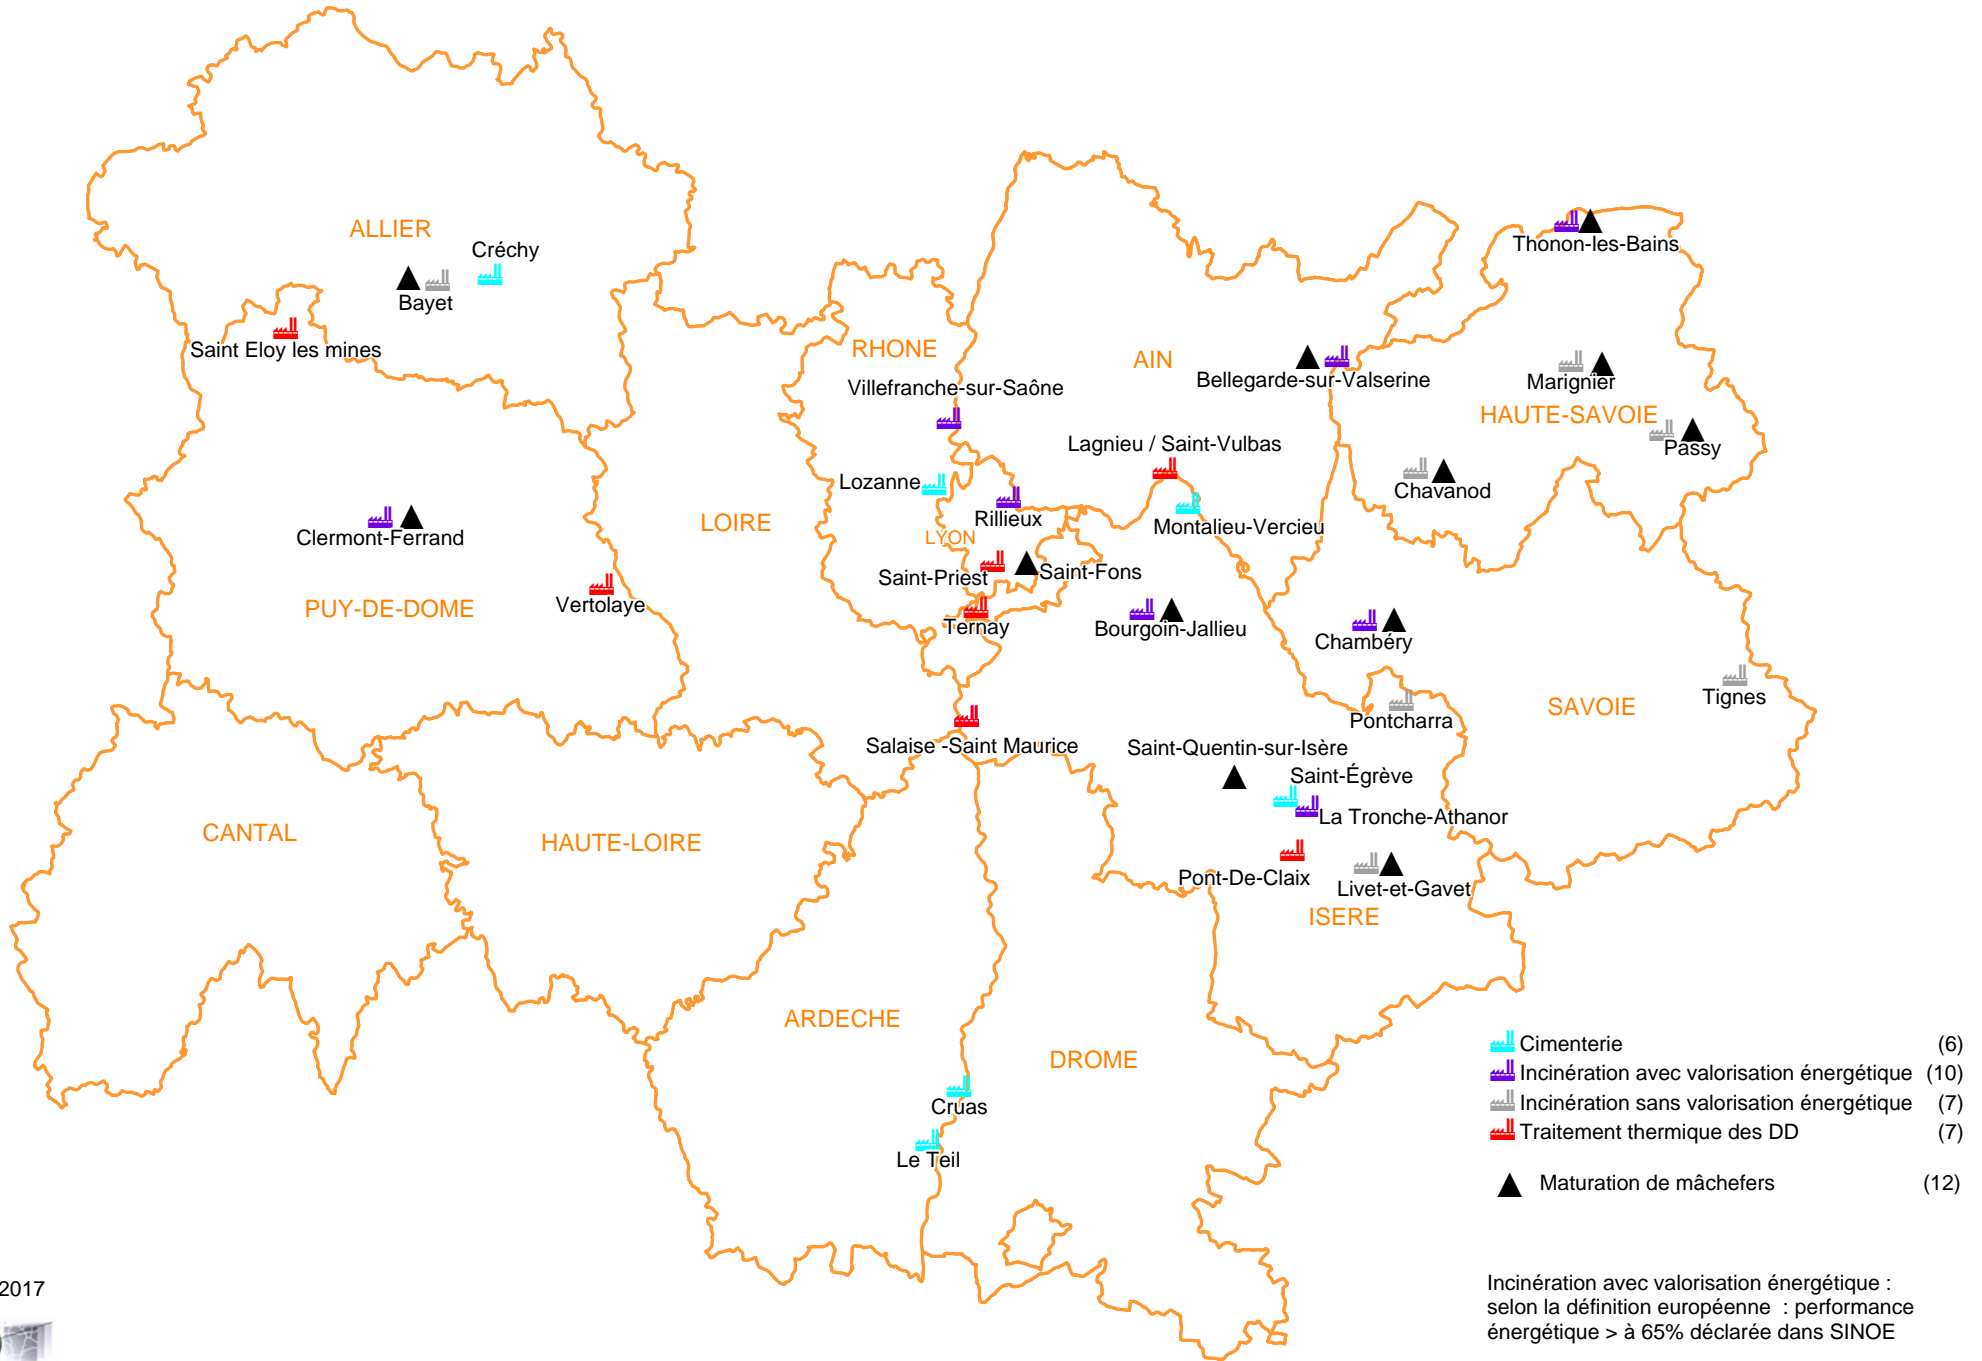 ALLIER
Créchy
Bayet
Saint Eloy les mines
Thonon-les-Bains
RHONE
AIN
Villefranche-sur-Saône
Bellegarde-sur-Valserine
Marignier
HAUTE-SAVOIE
Passy
Lagnieu / Saint-Vulbas
Lozanne
Chavanod
Rillieux
LYON
Montalieu-Vercieu
LOIRE
Clermont-Ferrand
Saint-Priest
Saint-Fons
PUY-DE-DOME
Vertolaye
Ternay
Bourgoin-Jallieu
Chambéry
SAVOIE
Tignes
Pontcharra
Salaise -Saint Maurice
Saint-Quentin-sur-Isère
Saint-Égrève
La Tronche-Athanor
CANTAL
HAUTE-LOIRE
Pont-De-Claix
Livet-et-Gavet
ISERE
ARDECHE
DROME
Cruas
Le Teil
Cimenterie (6)
Incinération avec valorisation énergétique (10)
Incinération sans valorisation énergétique (7)
Traitement thermique des DD (7)
Maturation de mâchefers (12)
2017
Incinération avec valorisation énergétique :
selon la définition européenne : performance
énergétique > à 65% déclarée dans SINOE